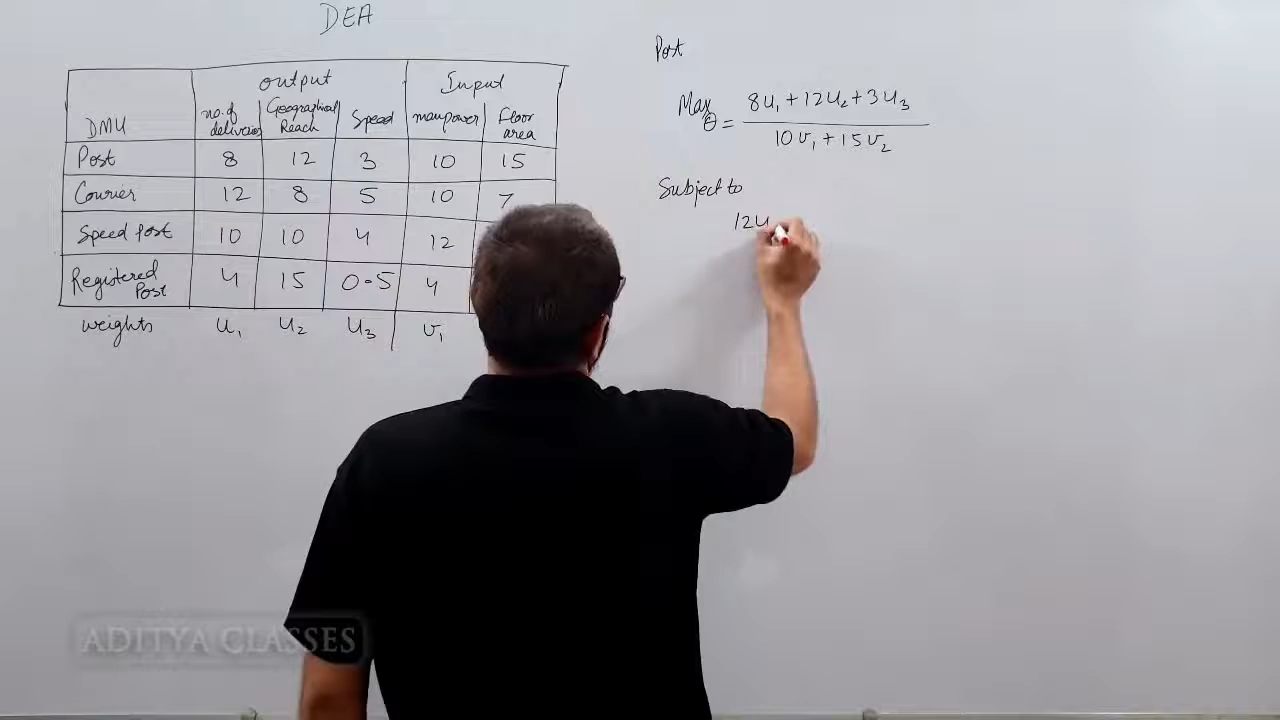 DEA
output Input
DMU no. of deliveries Geographical Reach Speed manpower Floor area
Post 8 12 3 10 15
Courier 12 8 5 10 7
Speed Post 10 10 4 12
Registered Post 4 15 0.5 4
weights u₁ u₂ u₃ v₁
Post
Max θ = 8u₁ + 12u₂ + 3u₃ / 10v₁ + 15v₂
Subject to
12u
ADITYA CLASSES